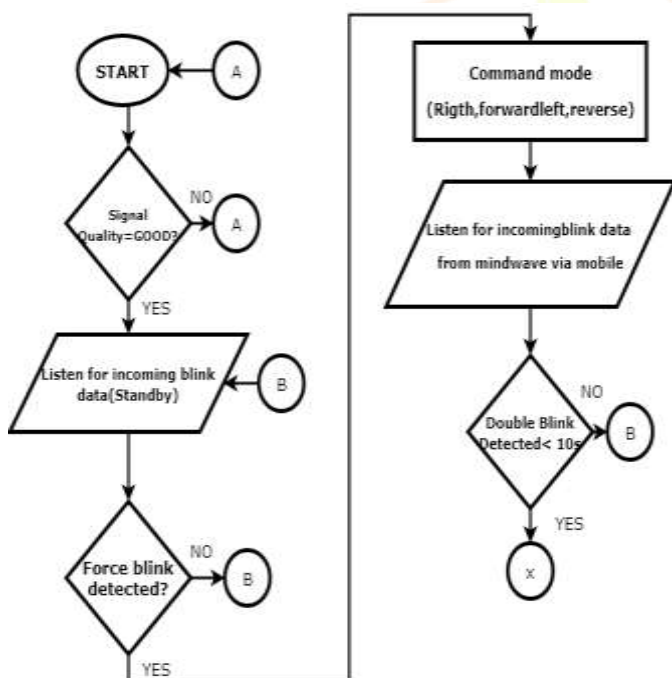 START
A
Signal
Quality=GOOD?
NO
A
YES
Listen for incoming blink
data(Standby)
B
Force blink
detected?
NO
B
YES
Command mode
(Rigth,forwardleft,reverse)
Listen for incomingblink data
from mindwave via mobile
Double Blink
Detected< 10s
NO
B
YES
x